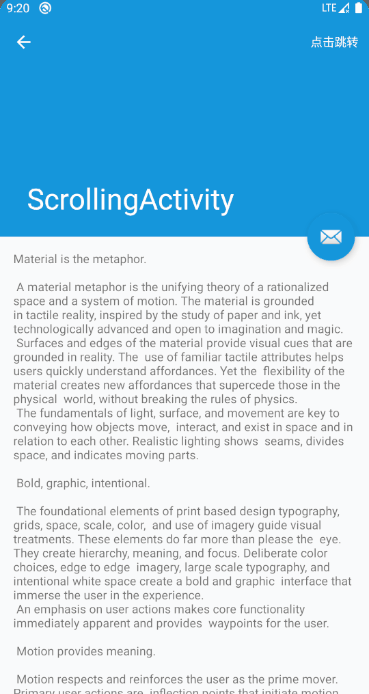 9:20
LTE
点击跳转
ScrollingActivity
Material is the metaphor.
A material metaphor is the unifying theory of a rationalized
space and a system of motion. The material is grounded
in tactile reality, inspired by the study of paper and ink, yet
technologically advanced and open to imagination and magic.
Surfaces and edges of the material provide visual cues that are
grounded in reality. The use of familiar tactile attributes helps
users quickly understand affordances. Yet the flexibility of the
material creates new affordances that supercede those in the
physical world, without breaking the rules of physics.
The fundamentals of light, surface, and movement are key to
conveying how objects move, interact, and exist in space and in
relation to each other. Realistic lighting shows seams, divides
space, and indicates moving parts.
Bold, graphic, intentional.
The foundational elements of print based design typography,
grids, space, scale, color, and use of imagery guide visual
treatments. These elements do far more than please the eye.
They create hierarchy, meaning, and focus. Deliberate color
choices, edge to edge imagery, large scale typography, and
intentional white space create a bold and graphic interface that
immerse the user in the experience.
An emphasis on user actions makes core functionality
immediately apparent and provides waypoints for the user.
Motion provides meaning.
Motion respects and reinforces the user as the prime mover.
Primary user actions are inflection points that initiate motion